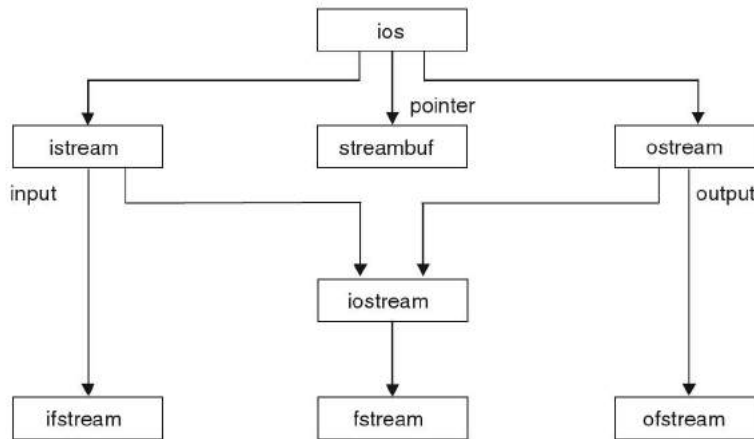 ios
pointer
istream
streambuf
ostream
input
output
iostream
ifstream
fstream
ofstream